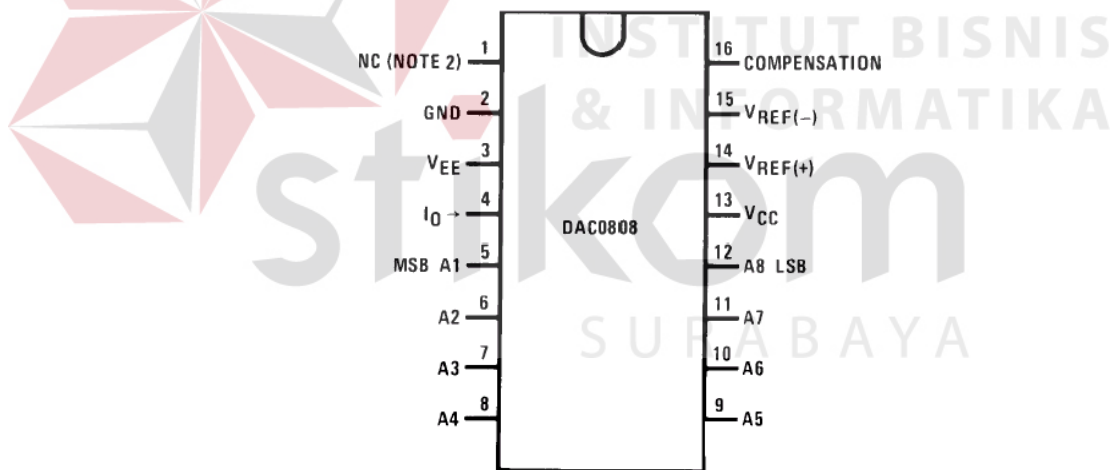 INSTITUT BISNIS
& INFORMATIKA
stikom
SURABAYA
NC (NOTE 2) 1
GND 2
VEE 3
IO → 4
MSB A1 5
A2 6
A3 7
A4 8
DAC0808
16 COMPENSATION
15 VREF(−)
14 VREF(+)
13 VCC
12 A8 LSB
11 A7
10 A6
9 A5